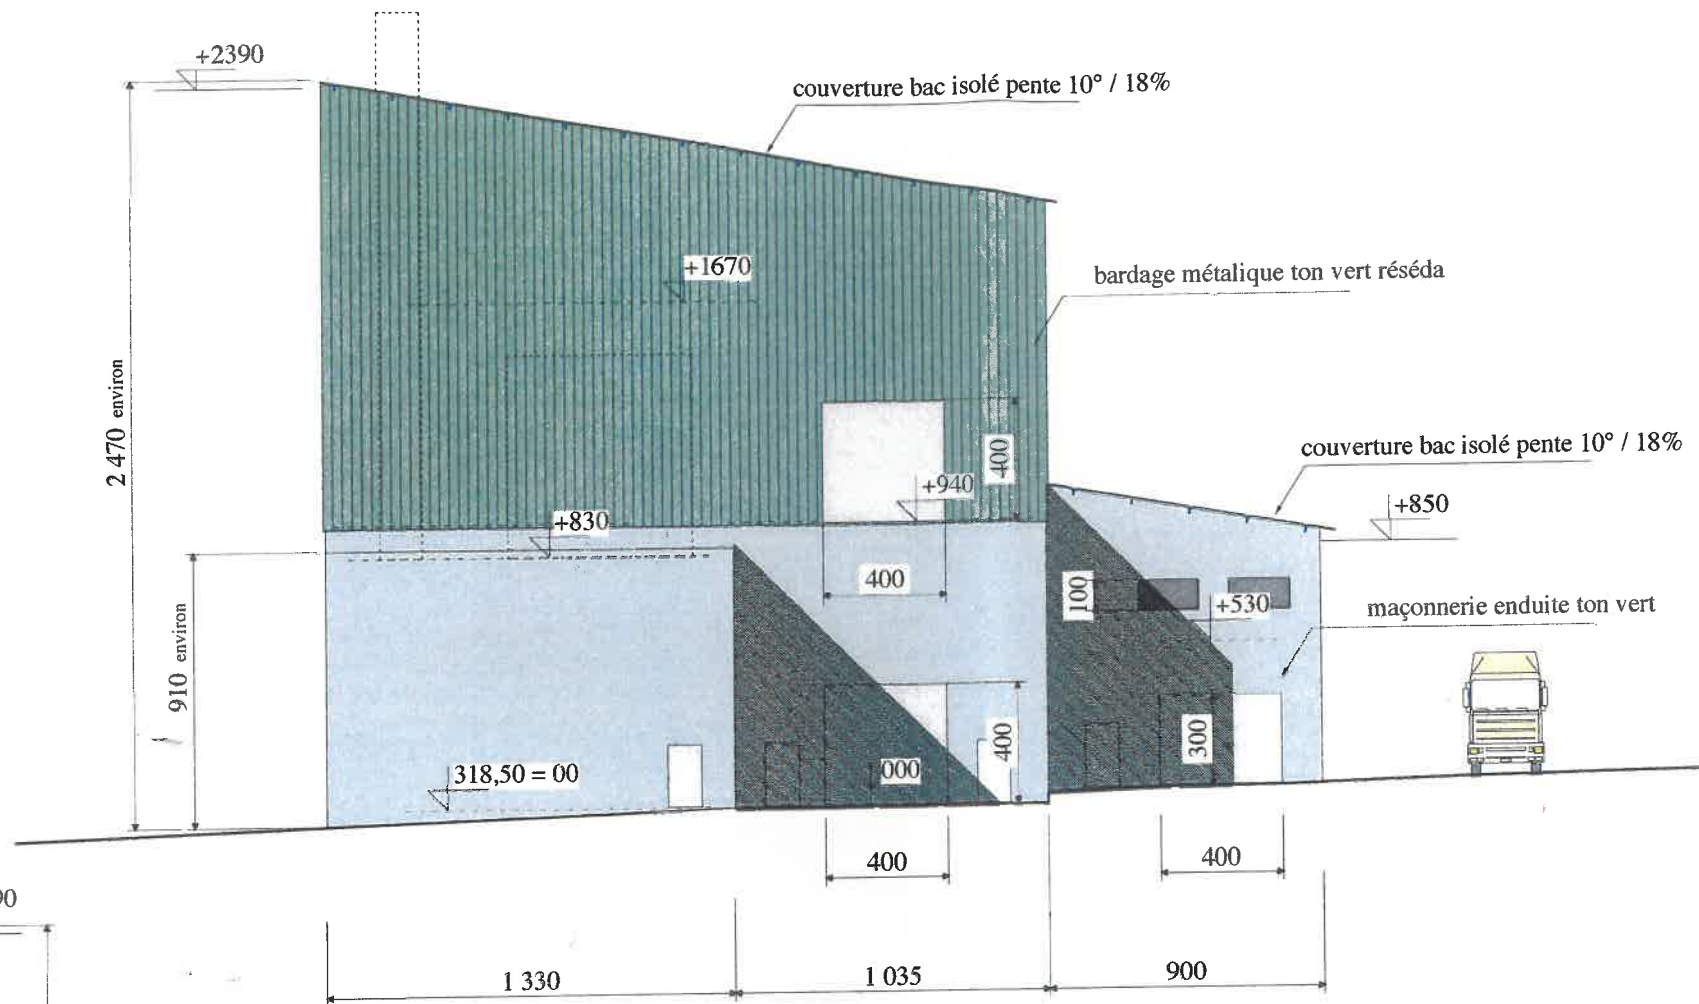 +2390
couverture bac isolé pente 10° / 18%
+1670
bardage métalique ton vert réséda
2 470 environ
400
couverture bac isolé pente 10° / 18%
+940
+850
+830
400
100
+530
maçonnerie enduite ton vert
910 environ
400
300
318,50 = 00
000
400
400
90
1 330
1 035
900